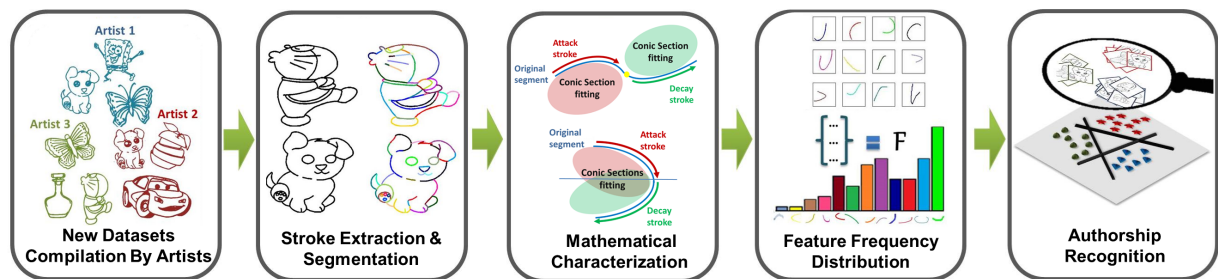 Artist 1
Artist 2
Artist 3
New Datasets
Compilation By Artists
Stroke Extraction &
Segmentation
Attack
stroke
Original
segment
Conic Section
fitting
Conic Section
fitting
Decay
stroke
Original
segment
Attack
stroke
Conic Sections
fitting
Decay
stroke
Mathematical
Characterization
{ ... ... } = F
Feature Frequency
Distribution
Authorship
Recognition